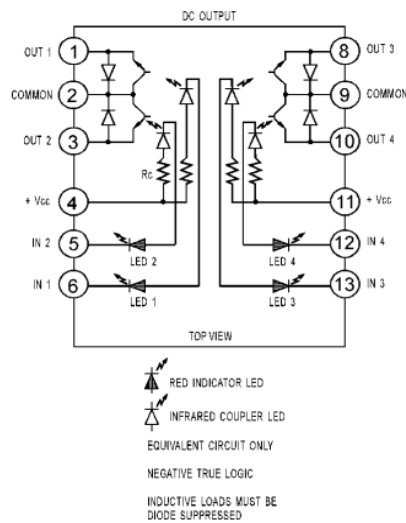 DC OUTPUT
OUT 1 1 8 OUT 3
COMMON 2 9 COMMON
OUT 2 3 10 OUT 4
Rc
+ Vcc 4 11 + Vcc
IN 2 5 12 IN 4
LED 2 LED 4
IN 1 6 13 IN 3
LED 1 LED 3
TOP VIEW
RED INDICATOR LED
INFRARED COUPLER LED
EQUIVALENT CIRCUIT ONLY
NEGATIVE TRUE LOGIC
INDUCTIVE LOADS MUST BE
DIODE SUPPRESSED